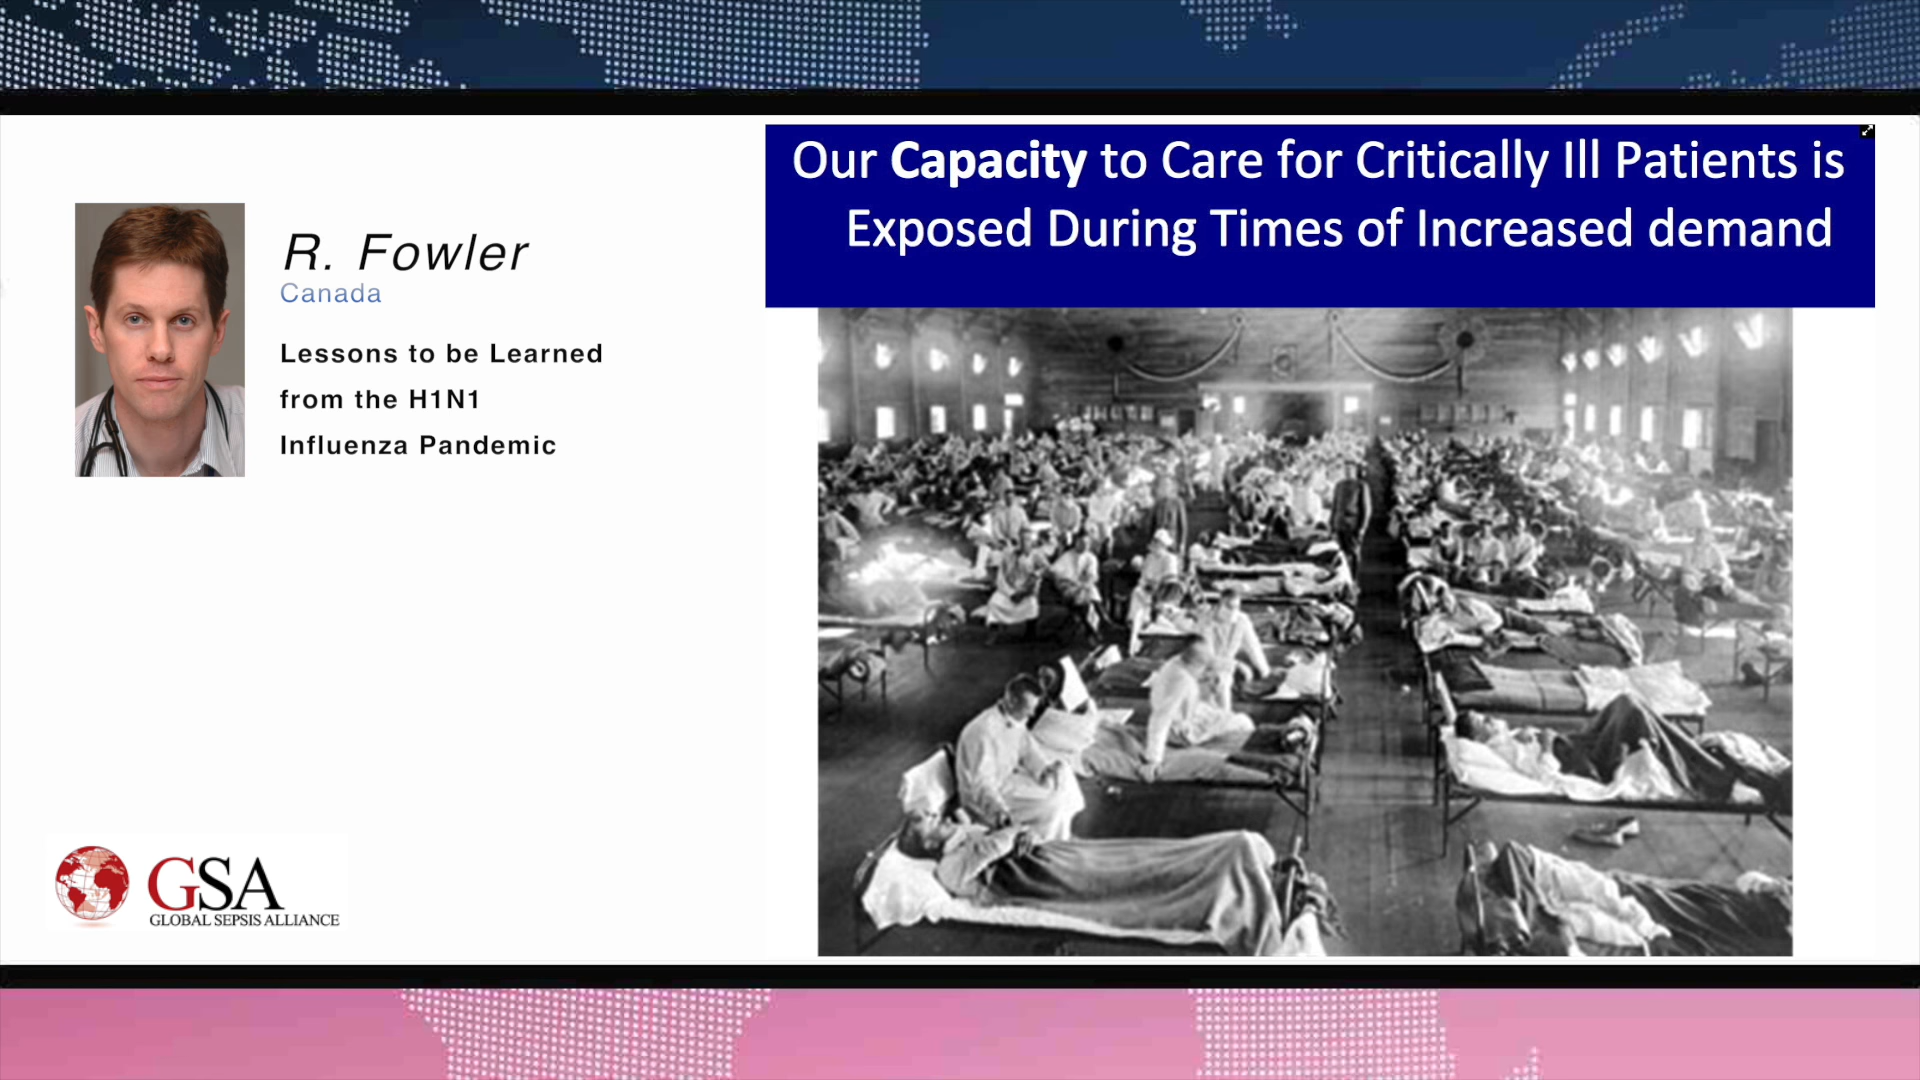 R. Fowler
Canada
Lessons to be Learned
from the H1N1
Influenza Pandemic
GSA
GLOBAL SEPSIS ALLIANCE
Our Capacity to Care for Critically Ill Patients is
Exposed During Times of Increased demand